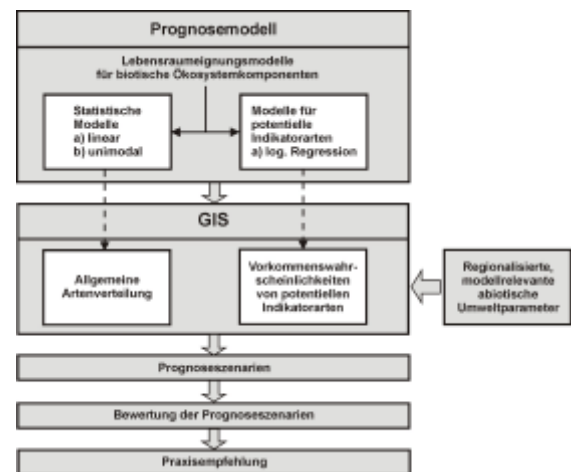 Prognosemodell
Lebensraumeignungsmodelle
für biotische Ökosystemkomponenten
Statistische
Modelle
a) linear
b) unimodal
Modelle für
potentielle
Indikatorarten
a) log. Regression
GIS
Allgemeine
Artenverteilung
Vorkommenswahr-
scheinlichkeiten
von potentiellen
Indikatorarten
Regionalisierte,
modellrelevante
abiotische
Umweltparameter
Prognoseszenarien
Bewertung der Prognoseszenarien
Praxisempfehlung